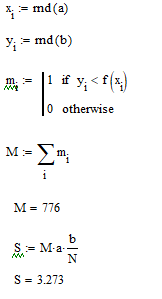 x_i := rnd(a)
y_i := rnd(b)
m_i := | 1 if y_i < f(x_i)
| 0 otherwise
M := ∑_i m_i
M = 776
S := M·a·b/N
S = 3.273